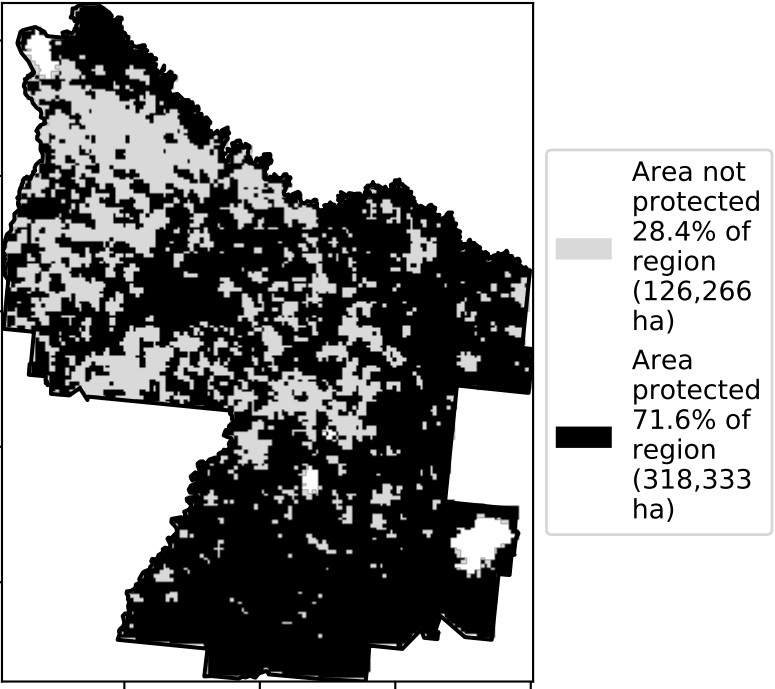 Area not
protected
28.4% of
region
(126,266
ha)
Area
protected
71.6% of
region
(318,333
ha)